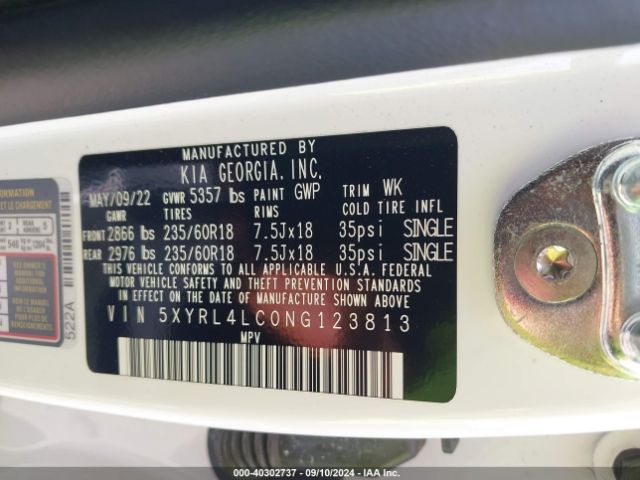 MANUFACTURED BY
KIA GEORGIA, INC.
MAY/09/22 GVWR 5357 lbs PAINT GWP TRIM WK
GAWR TIRES RIMS COLD TIRE INFL
FRONT 2866 lbs 235/60R18 7.5Jx18 35psi SINGLE
REAR 2976 lbs 235/60R18 7.5Jx18 35psi SINGLE
THIS VEHICLE CONFORMS TO ALL APPLICABLE U.S.A. FEDERAL
MOTOR VEHICLE SAFETY AND THEFT PREVENTION STANDARDS
IN EFFECT ON THE DATE OF MANUFACTURE SHOWN ABOVE
VIN 5XYRL4LC0NG123813
MPV
522A
000-40302737 - 09/10/2024 - IAA Inc.